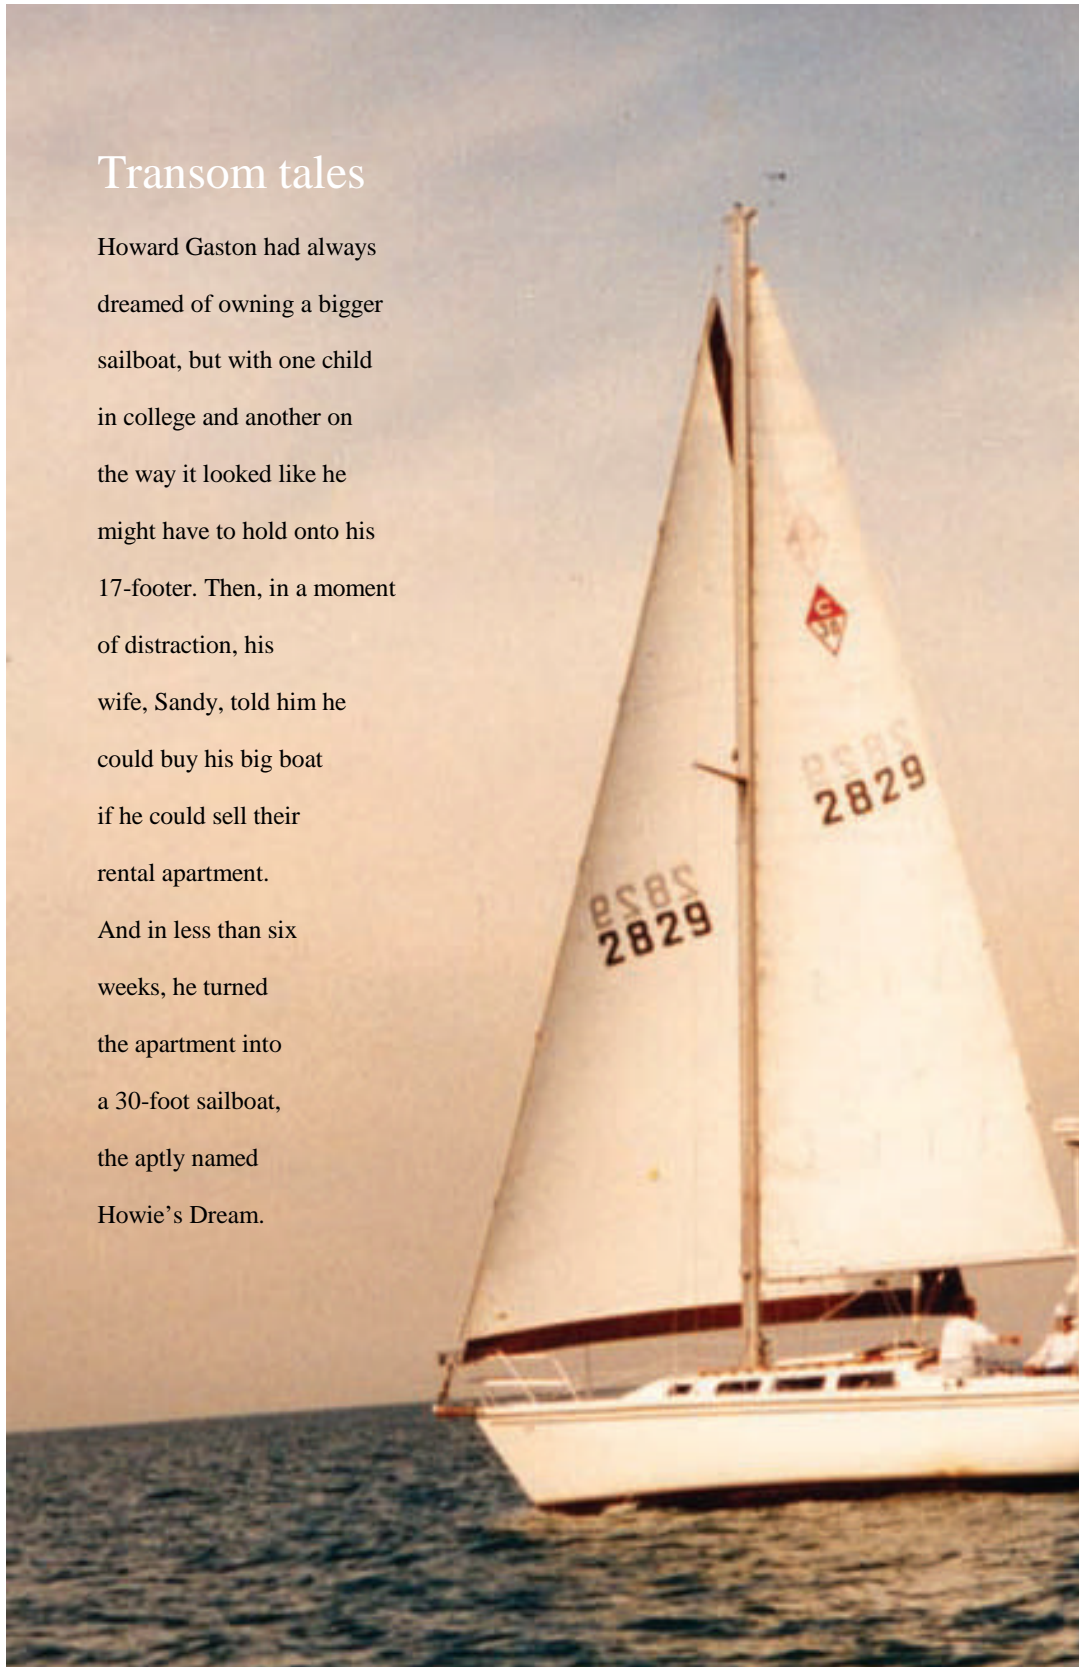 Transom tales
Howard Gaston had always
dreamed of owning a bigger
sailboat, but with one child
in college and another on
the way it looked like he
might have to hold onto his
17-footer. Then, in a moment
of distraction, his
wife, Sandy, told him he
could buy his big boat
if he could sell their
rental apartment.
And in less than six
weeks, he turned
the apartment into
a 30-foot sailboat,
the aptly named
Howie’s Dream.
C
2829
2829
2829
2829